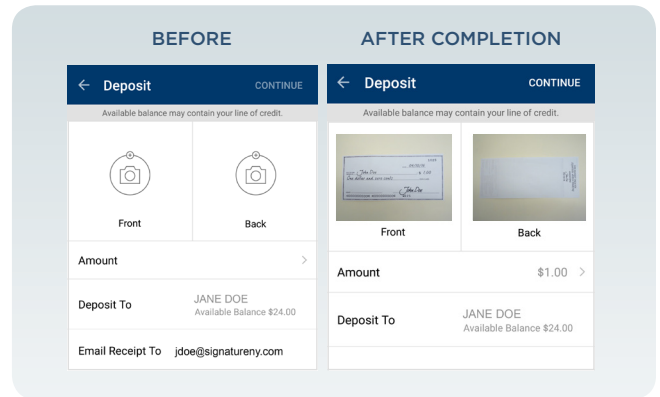 BEFORE
AFTER COMPLETION
Deposit CONTINUE
Available balance may contain your line of credit.
Front Back
Amount
Deposit To JANE DOE
Available Balance $24.00
Email Receipt To jdoe@signatureny.com
Deposit CONTINUE
Available balance may contain your line of credit.
John Doe $ 1.00
One dollar and zero cents
John Doe
Front Back
Amount $1.00
Deposit To JANE DOE
Available Balance $24.00